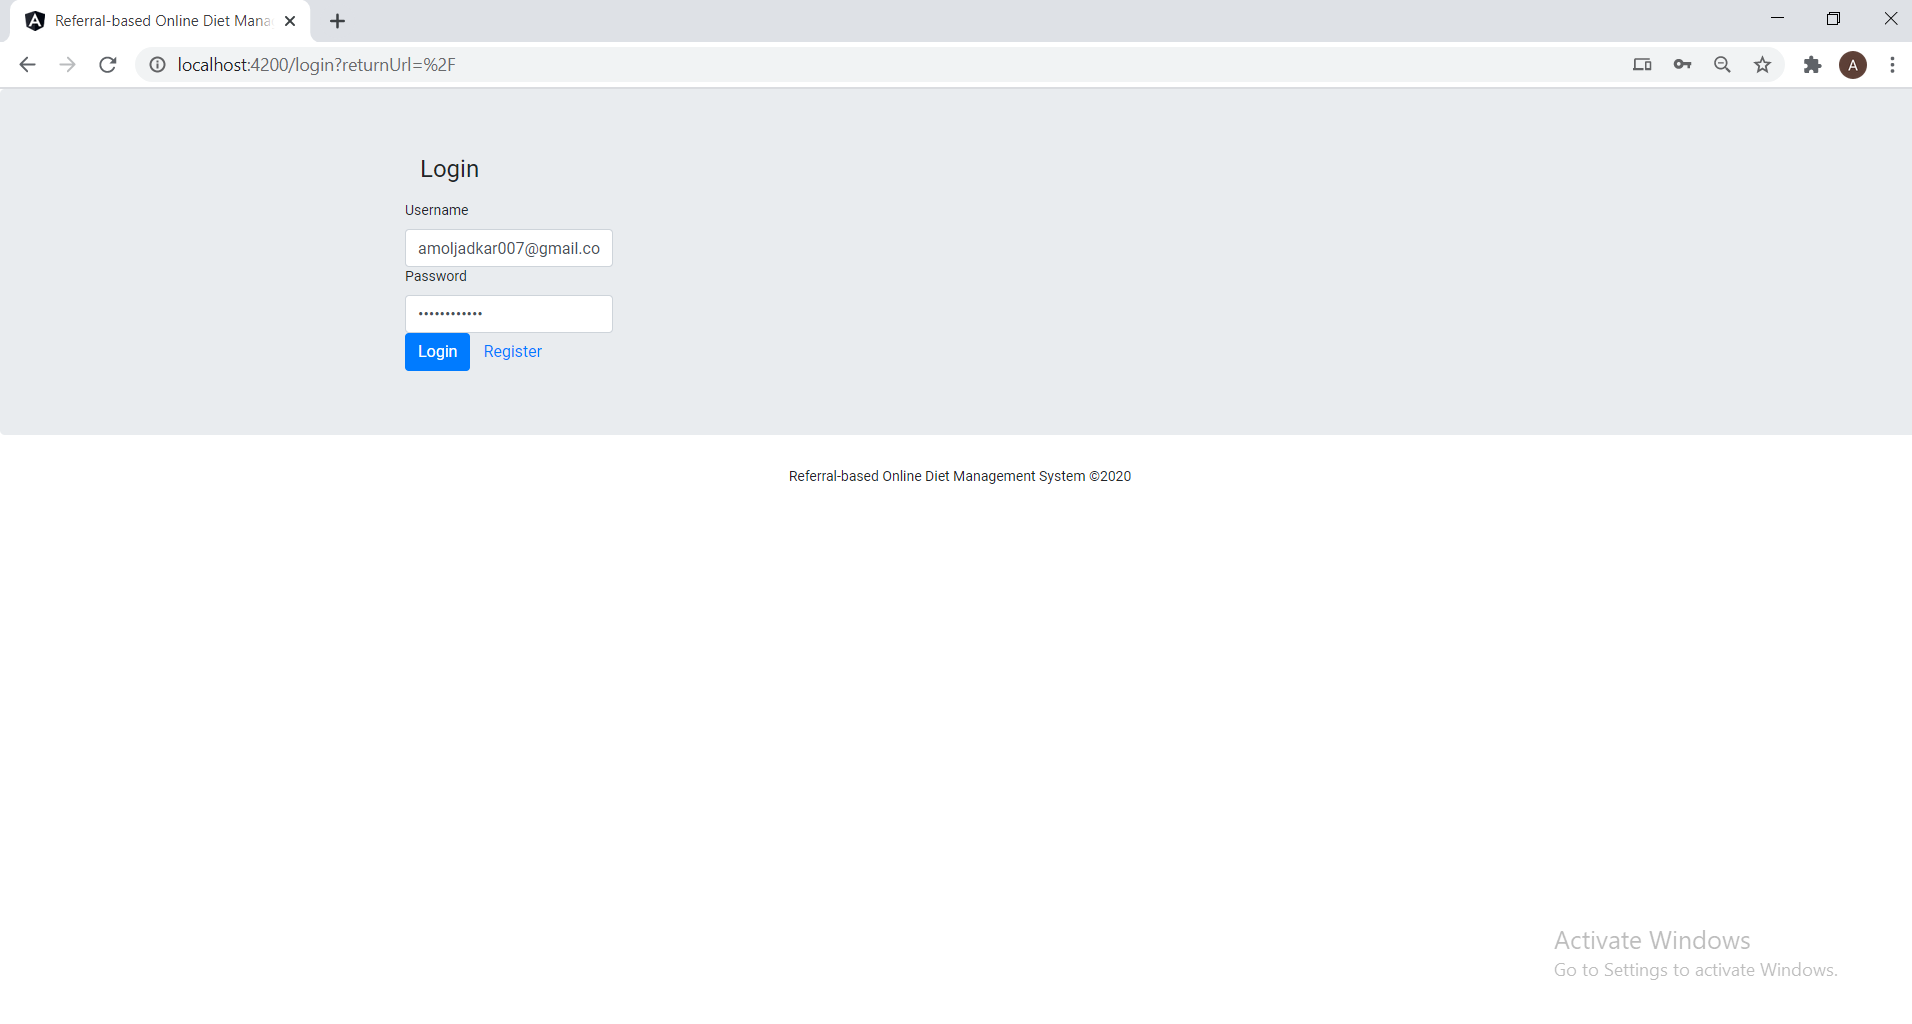 Referral-based Online Diet Mana
localhost:4200/login?returnUrl=%2F
A
Login
Username
amoljadkar007@gmail.co
Password
••••••••••••
Login Register
Referral-based Online Diet Management System ©2020
Activate Windows
Go to Settings to activate Windows.